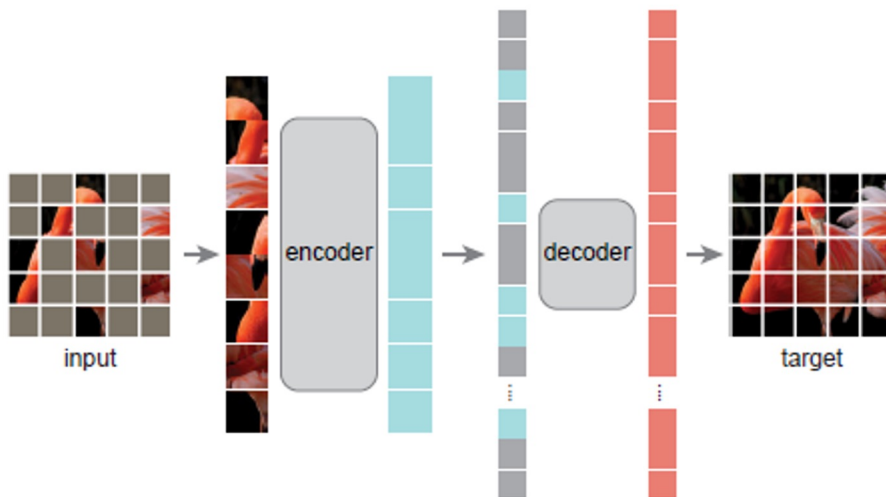 input
encoder
decoder
target